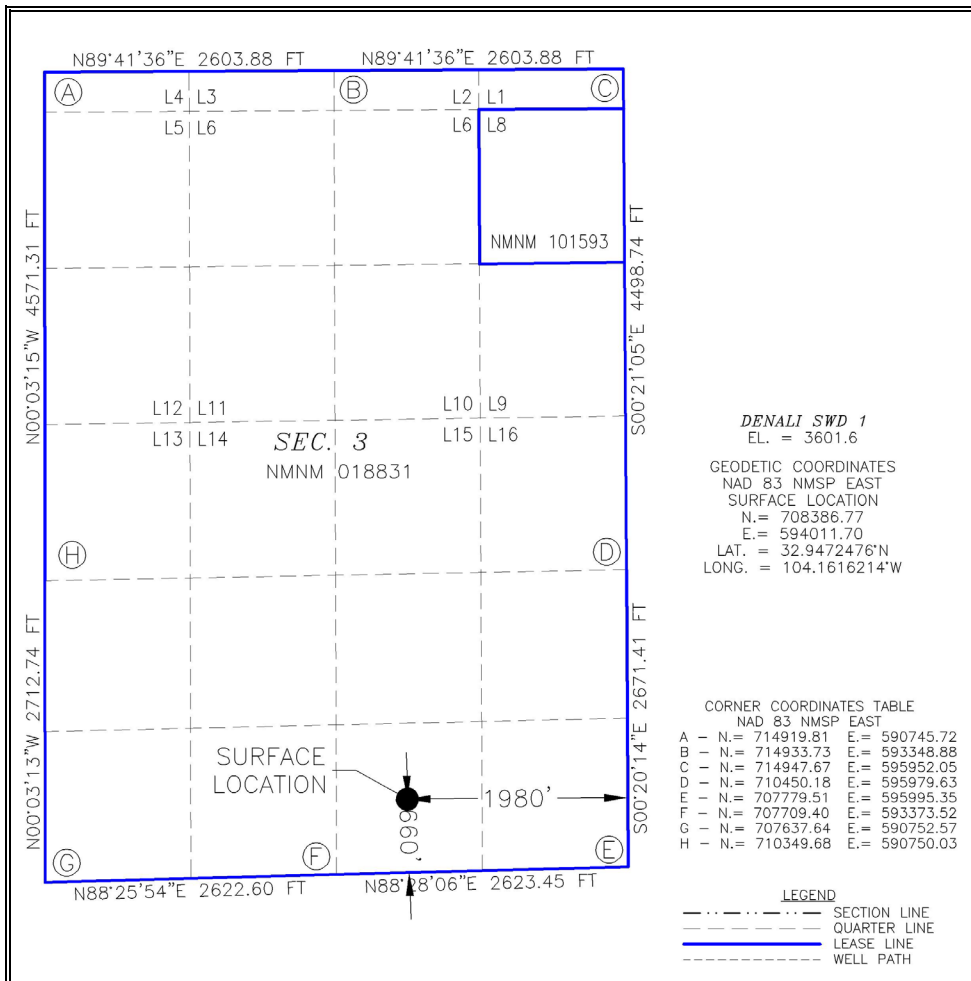 N89°41'36"E 2603.88 FT
N89°41'36"E 2603.88 FT
A
B
C
L4 L3
L2 L1
L5 L6
L6 L8
NMNM 101593
N00°03'15"W 4571.31 FT
S00°21'05"E 4498.74 FT
L12 L11
L10 L9
L13 L14
L15 L16
SEC. 3
NMNM 018831
H
D
N00°03'13"W 2712.74 FT
S00°20'14"E 2671.41 FT
SURFACE
LOCATION
1980'
660'
G
F
E
N88°25'54"E 2622.60 FT
N88°28'06"E 2623.45 FT
DENALI SWD 1
EL. = 3601.6
GEODETIC COORDINATES
NAD 83 NMSP EAST
SURFACE LOCATION
N.= 708386.77
E.= 594011.70
LAT. = 32.9472476°N
LONG. = 104.1616214°W
CORNER COORDINATES TABLE
NAD 83 NMSP EAST
A - N.= 714919.81 E.= 590745.72
B - N.= 714933.73 E.= 593348.88
C - N.= 714947.67 E.= 595952.05
D - N.= 710450.18 E.= 595979.63
E - N.= 707779.51 E.= 595995.35
F - N.= 707709.40 E.= 593373.52
G - N.= 707637.64 E.= 590752.57
H - N.= 710349.68 E.= 590750.03
LEGEND
SECTION LINE
QUARTER LINE
LEASE LINE
WELL PATH